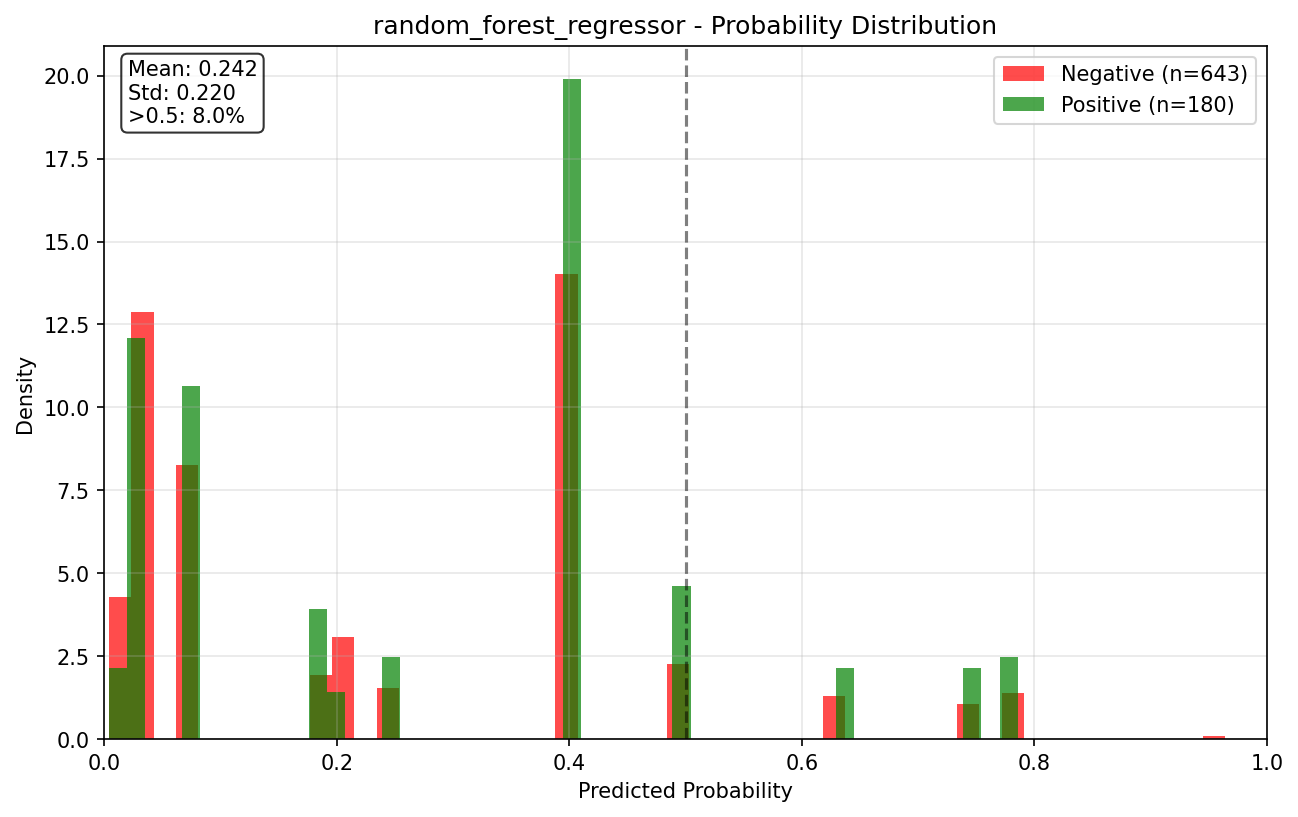 random_forest_regressor - Probability Distribution
Mean: 0.242
Std: 0.220
>0.5: 8.0%
Negative (n=643)
Positive (n=180)
Density
20.0
17.5
15.0
12.5
10.0
7.5
5.0
2.5
0.0
0.0 0.2 0.4 0.6 0.8 1.0
Predicted Probability